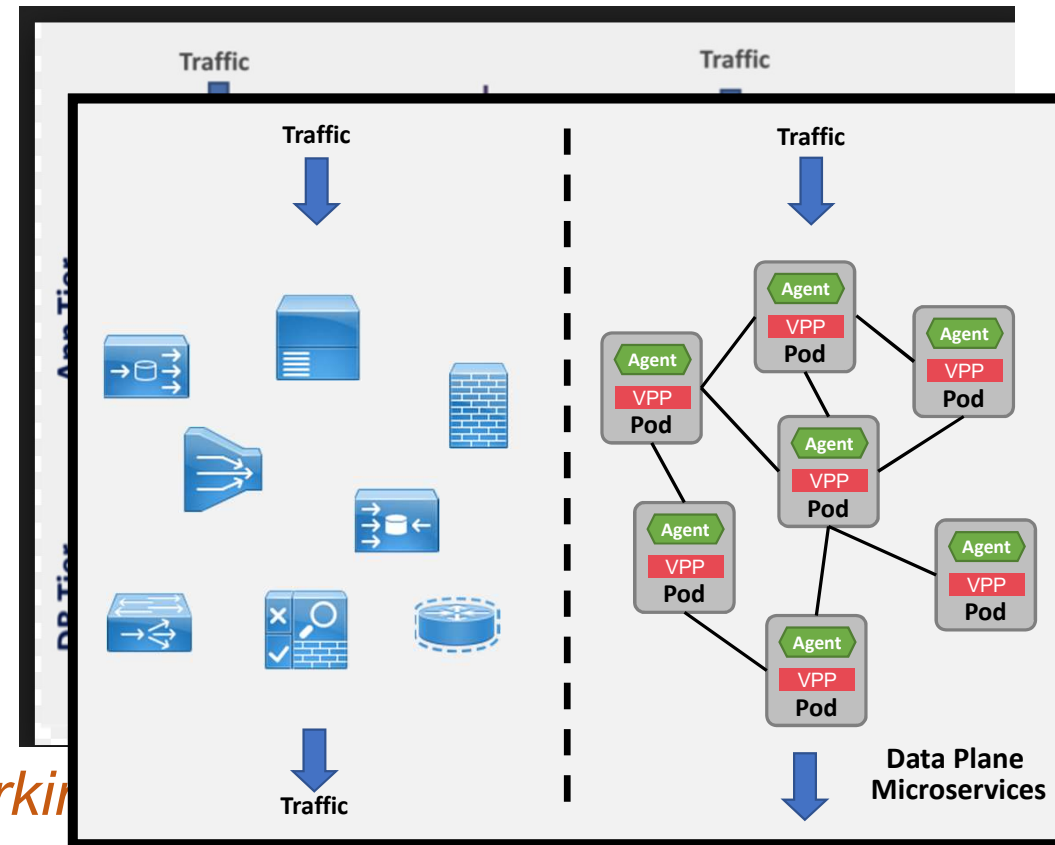 Traffic
Traffic
Traffic
Traffic
Agent
VPP
Pod
Agent
VPP
Pod
Agent
VPP
Pod
Agent
VPP
Pod
Agent
VPP
Pod
Agent
VPP
Pod
Agent
VPP
Pod
Data Plane
Microservices
Traffic